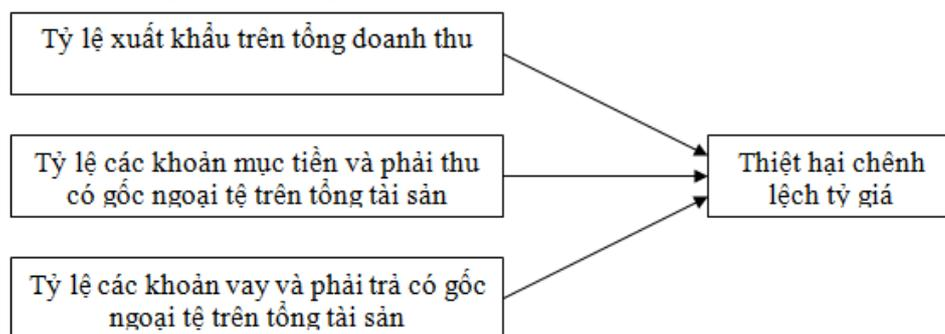 Tỷ lệ xuất khẩu trên tổng doanh thu
Tỷ lệ các khoản mục tiền và phải thu
có gốc ngoại tệ trên tổng tài sản
Thiệt hại chênh
lệch tỷ giá
Tỷ lệ các khoản vay và phải trả có gốc
ngoại tệ trên tổng tài sản